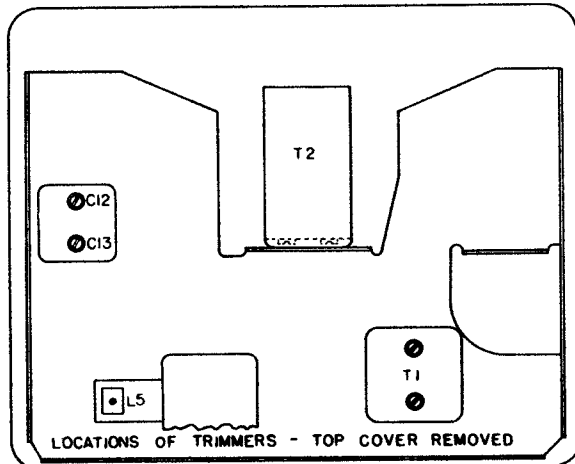 T2
C12
C13
T1
L5
LOCATIONS OF TRIMMERS - TOP COVER REMOVED